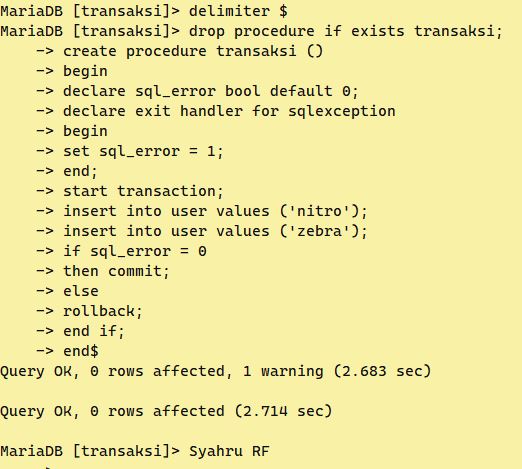 MariaDB [transaksi]> delimiter $
MariaDB [transaksi]> drop procedure if exists transaksi;
    -> create procedure transaksi ()
    -> begin
    -> declare sql_error bool default 0;
    -> declare exit handler for sqlexception
    -> begin
    -> set sql_error = 1;
    -> end;
    -> start transaction;
    -> insert into user values ('nitro');
    -> insert into user values ('zebra');
    -> if sql_error = 0
    -> then commit;
    -> else
    -> rollback;
    -> end if;
    -> end$
Query OK, 0 rows affected, 1 warning (2.683 sec)

Query OK, 0 rows affected (2.714 sec)

MariaDB [transaksi]> Syahru RF
    ->